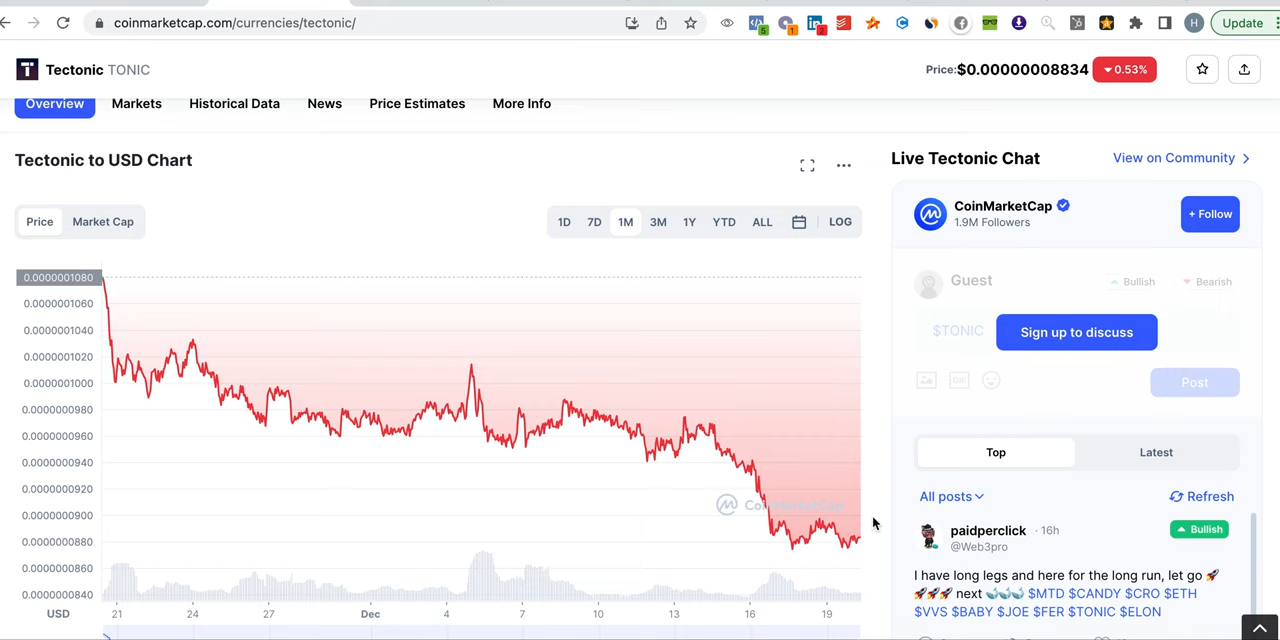 coinmarketcap.com/currencies/tectonic/
5
1
2
H
Update
T
Tectonic TONIC
Price:$0.00000008834
0.53%
Overview
Markets
Historical Data
News
Price Estimates
More Info
Tectonic to USD Chart
Price
Market Cap
1D
7D
1M
3M
1Y
YTD
ALL
LOG
0.0000001080
0.0000001060
0.0000001040
0.0000001020
0.0000001000
0.0000000980
0.0000000960
0.0000000940
0.0000000920
0.0000000900
0.0000000880
0.0000000860
0.0000000840
CoinMarketCap
USD
21
24
27
Dec
4
7
10
13
16
19
Live Tectonic Chat
View on Community
CoinMarketCap
1.9M Followers
+ Follow
Guest
Bullish
Bearish
$TONIC
Sign up to discuss
GIF
Post
Top
Latest
All posts
Refresh
paidperclick · 16h
@Web3pro
Bullish
I have long legs and here for the long run, let go 🚀
🚀🚀🚀 next 🐳🐳🐳 $MTD $CANDY $CRO $ETH
$VVS $BABY $JOE $FER $TONIC $ELON